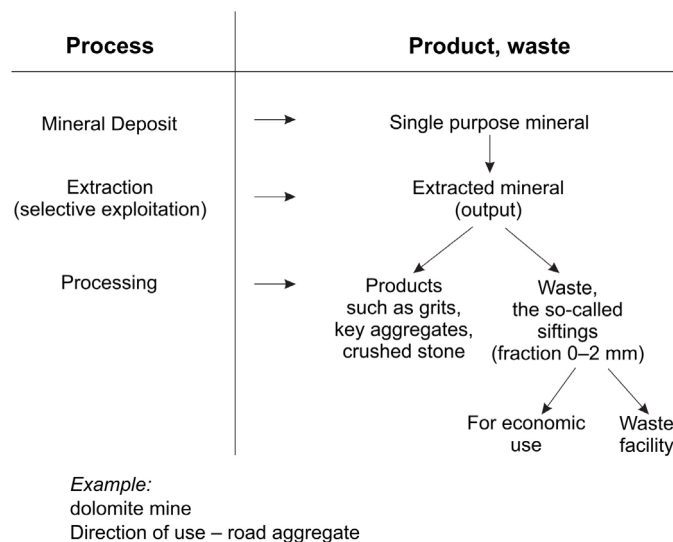 Process
Product, waste
Mineral Deposit
Single purpose mineral
Extraction
(selective exploitation)
Extracted mineral
(output)
Processing
Products
such as grits,
key aggregates,
crushed stone
Waste,
the so-called
siftings
(fraction 0–2 mm)
For economic
use
Waste
facility
Example:
dolomite mine
Direction of use – road aggregate